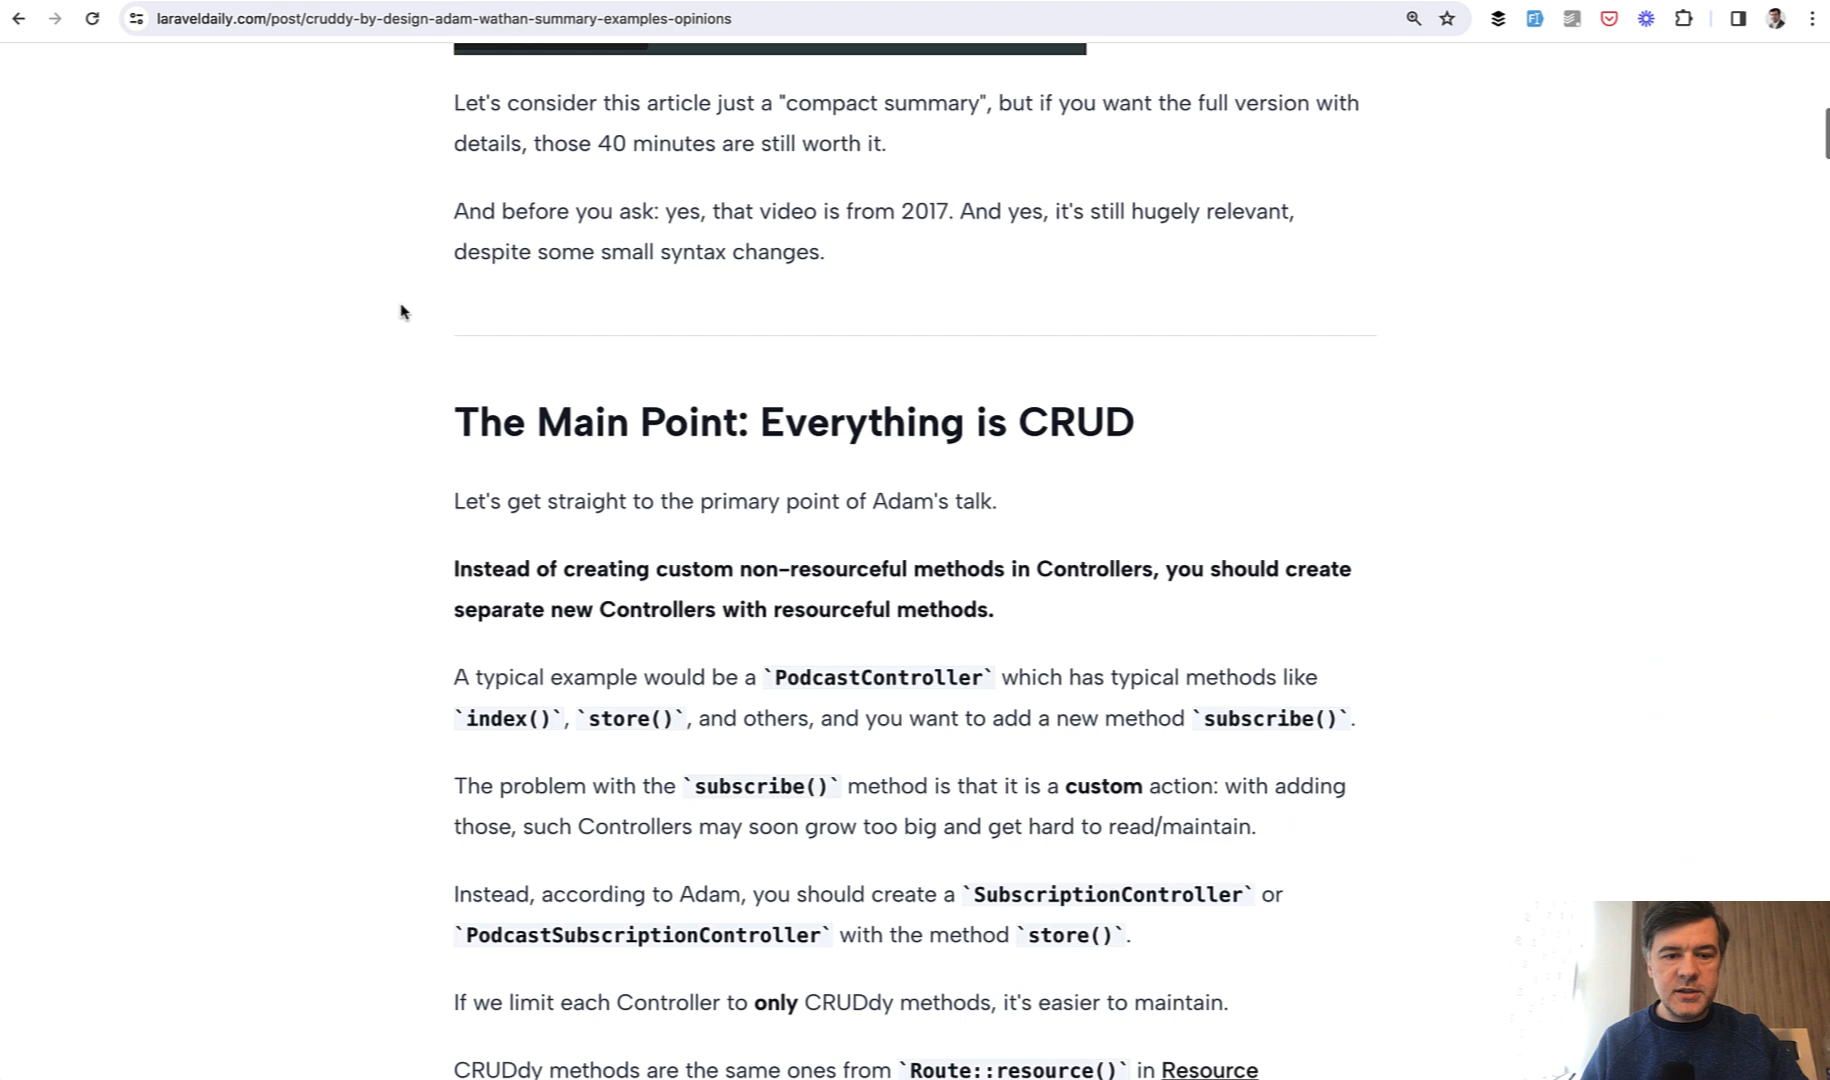 laraveldaily.com/post/cruddy-by-design-adam-wathan-summary-examples-opinions
Let's consider this article just a "compact summary", but if you want the full version with
details, those 40 minutes are still worth it.
And before you ask: yes, that video is from 2017. And yes, it's still hugely relevant,
despite some small syntax changes.
The Main Point: Everything is CRUD
Let's get straight to the primary point of Adam's talk.
Instead of creating custom non-resourceful methods in Controllers, you should create
separate new Controllers with resourceful methods.
A typical example would be a `PodcastController` which has typical methods like
`index()`, `store()`, and others, and you want to add a new method `subscribe()`.
The problem with the `subscribe()` method is that it is a custom action: with adding
those, such Controllers may soon grow too big and get hard to read/maintain.
Instead, according to Adam, you should create a `SubscriptionController` or
`PodcastSubscriptionController` with the method `store()`.
If we limit each Controller to only CRUDdy methods, it's easier to maintain.
CRUDdy methods are the same ones from `Route::resource()` in Resource